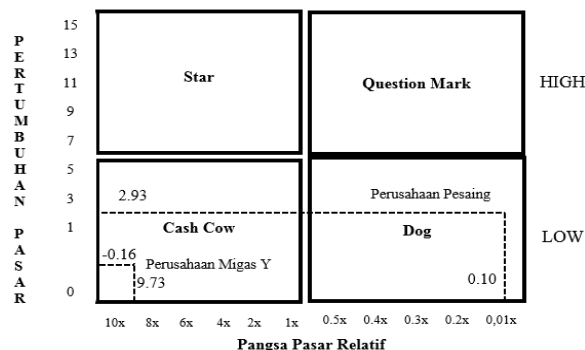 PERTUMBUHAN PASAR
15
13
11
9
7
5
3
1
0
Star
Question Mark
HIGH
2.93
Perusahaan Pesaing
Cash Cow
Dog
LOW
-0.16
Perusahaan Migas Y
9.73
0.10
10x 8x 6x 4x 2x 1x 0.5x 0.4x 0.3x 0.2x 0,01x
Pangsa Pasar Relatif